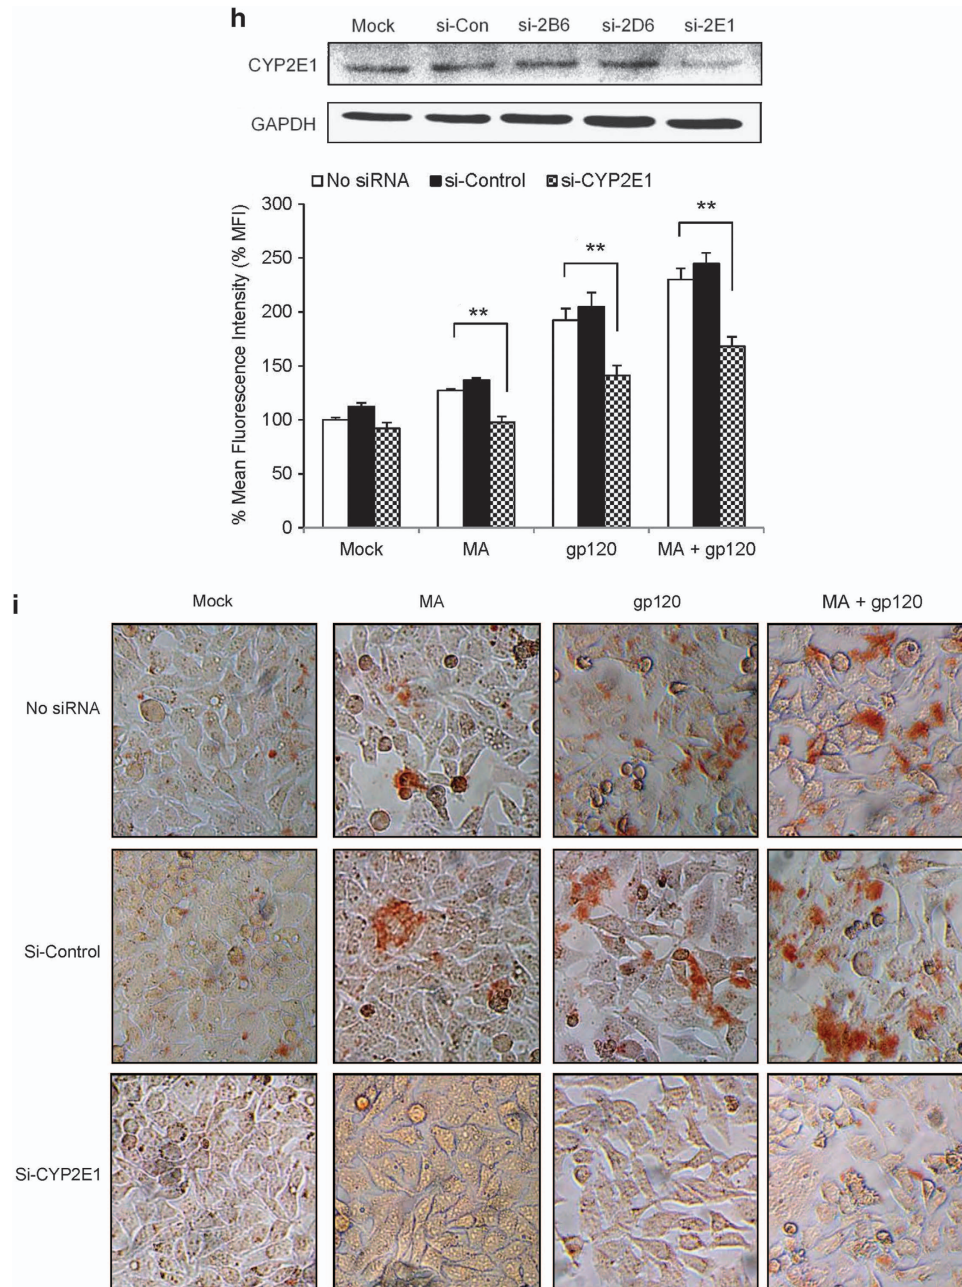 h
Mock si-Con si-2B6 si-2D6 si-2E1
CYP2E1
GAPDH
No siRNA si-Control si-CYP2E1
% Mean Fluorescence Intensity (% MFI)
300
250
200
150
100
50
0
**
**
**
Mock MA gp120 MA + gp120
i
Mock MA gp120 MA + gp120
No siRNA
Si-Control
Si-CYP2E1